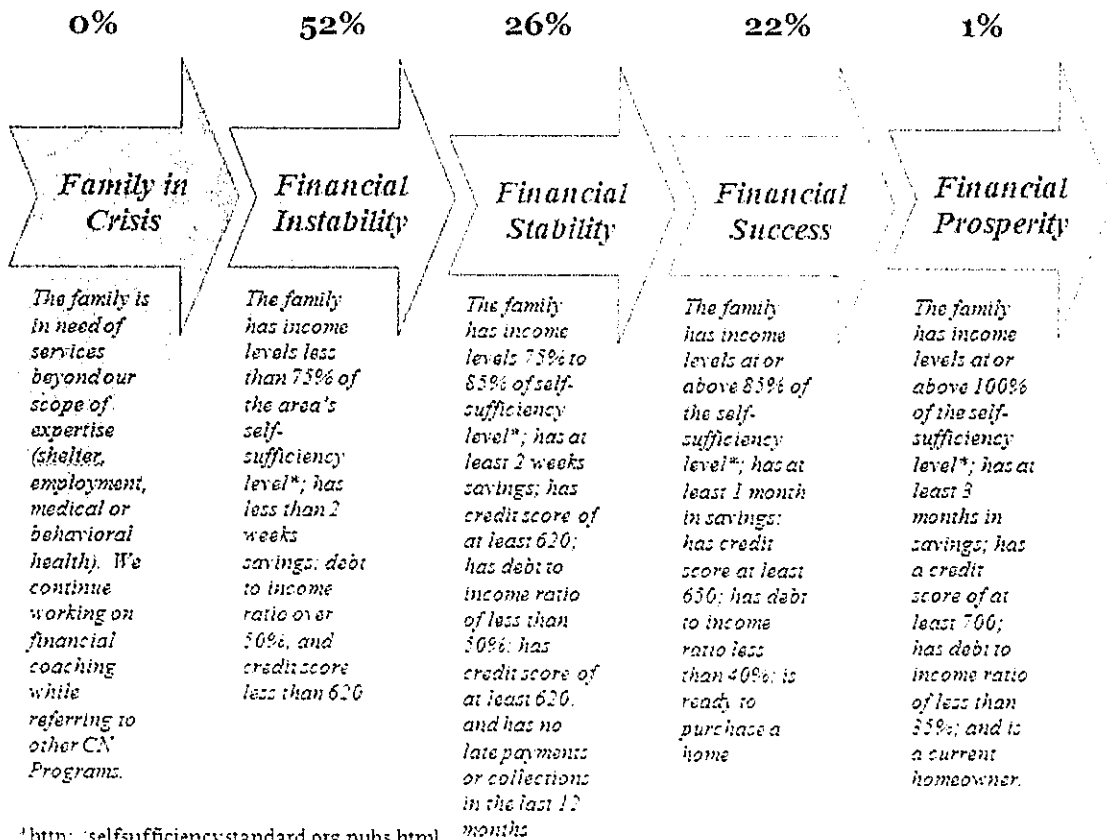 0%
52%
26%
22%
1%
Family in
Crisis
Financial
Instability
Financial
Stability
Financial
Success
Financial
Prosperity
The family is
in need of
services
beyond our
scope of
expertise
(shelter,
employment,
medical or
behavioral
health). We
continue
working on
financial
coaching
while
referring to
other CN
Programs.
The family
has income
levels less
than 75% of
the area's
self-
sufficiency
level*; has
less than 2
weeks
savings; debt
to income
ratio over
50%, and
credit score
less than 620
The family
has income
levels 75% to
85% of self-
sufficiency
level*; has at
least 2 weeks
savings; has
credit score of
at least 620;
has debt to
income ratio
of less than
50%; has
credit score of
at least 620,
and has no
late payments
or collections
in the last 12
months
The family
has income
levels at or
above 85% of
the self-
sufficiency
level*; has at
least 1 month
in savings;
has credit
score at least
650; has debt
to income
ratio less
than 40%; is
ready to
purchase a
home
The family
has income
levels at or
above 100%
of the self-
sufficiency
level*; has at
least 3
months in
savings; has
a credit
score of at
least 700;
has debt to
income ratio
of less than
35%; and is
a current
homeowner.
*http: selfsufficiencystandard.org pubs.html